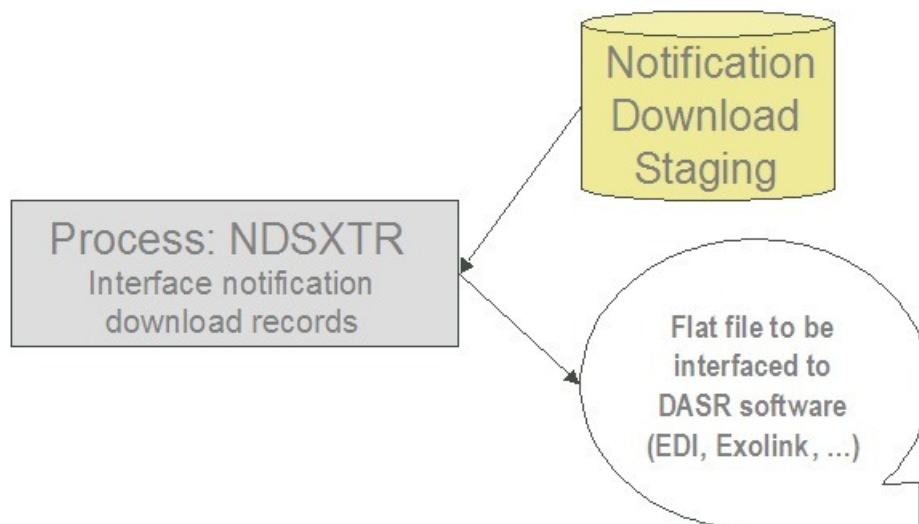 Notification
Download
Staging
Process: NDSXTR
Interface notification
download records
Flat file to be
interfaced to
DASR software
(EDI, Exolink, ...)